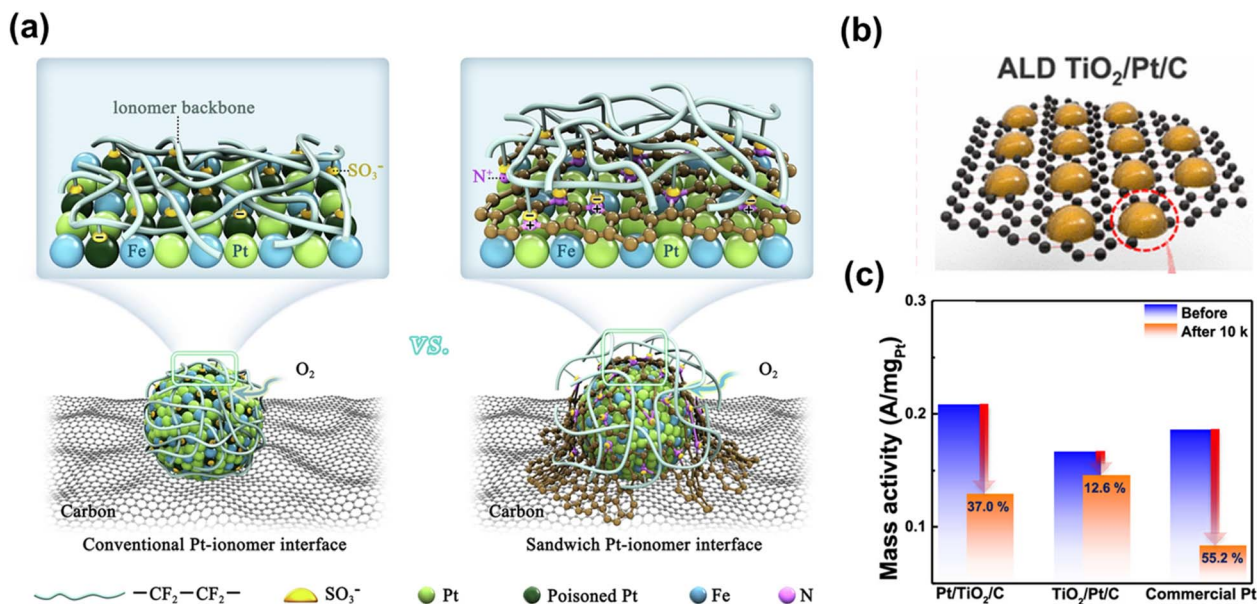 (a)
Ionomer backbone
SO₃⁻
Fe
Pt
N⁺
Fe
Pt
vs.
O₂
O₂
Carbon
Carbon
Conventional Pt-ionomer interface
Sandwich Pt-ionomer interface
–CF₂–CF₂–
SO₃⁻
Pt
Poisoned Pt
Fe
N
(b)
ALD TiO₂/Pt/C
(c)
Mass activity (A/mgPt)
0.3
0.2
0.1
Before
After 10 k
37.0 %
12.6 %
55.2 %
Pt/TiO₂/C
TiO₂/Pt/C
Commercial Pt